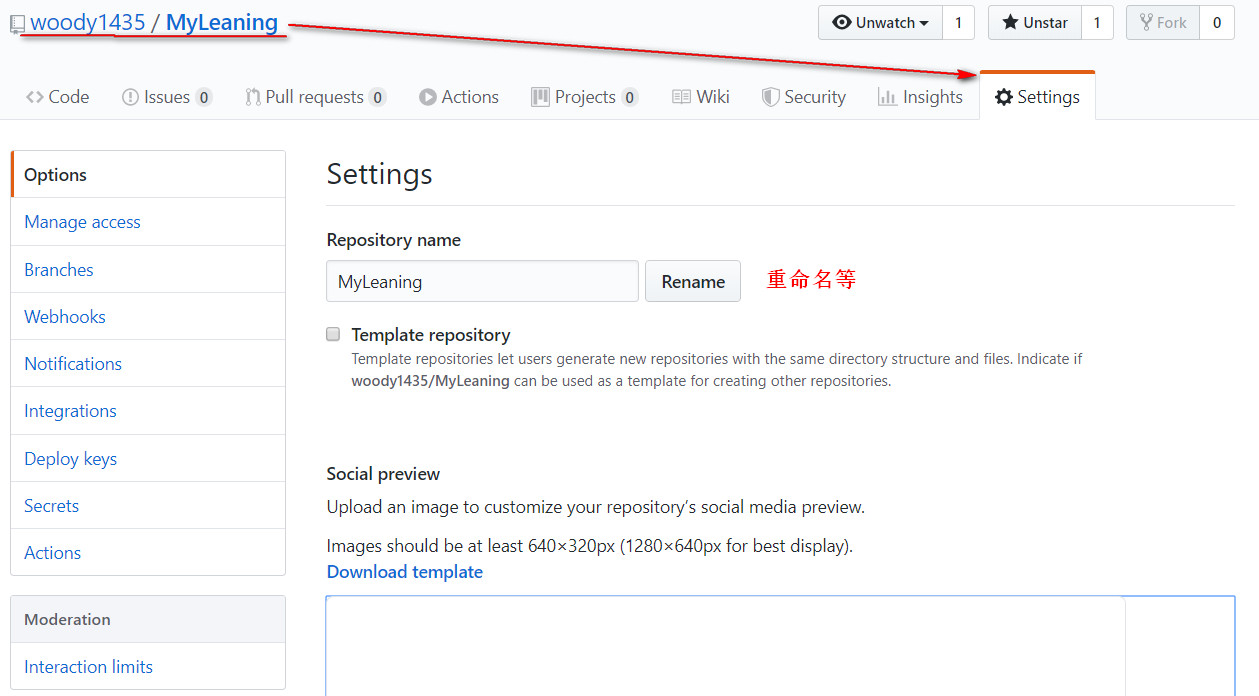 woody1435 / MyLeaning
Unwatch 1 Unstar 1 Fork 0
Code Issues 0 Pull requests 0 Actions Projects 0 Wiki Security Insights Settings
Options
Manage access
Branches
Webhooks
Notifications
Integrations
Deploy keys
Secrets
Actions
Moderation
Interaction limits
Settings
Repository name
MyLeaning Rename 重命名等
Template repository
Template repositories let users generate new repositories with the same directory structure and files. Indicate if
woody1435/MyLeaning can be used as a template for creating other repositories.
Social preview
Upload an image to customize your repository's social media preview.
Images should be at least 640×320px (1280×640px for best display).
Download template